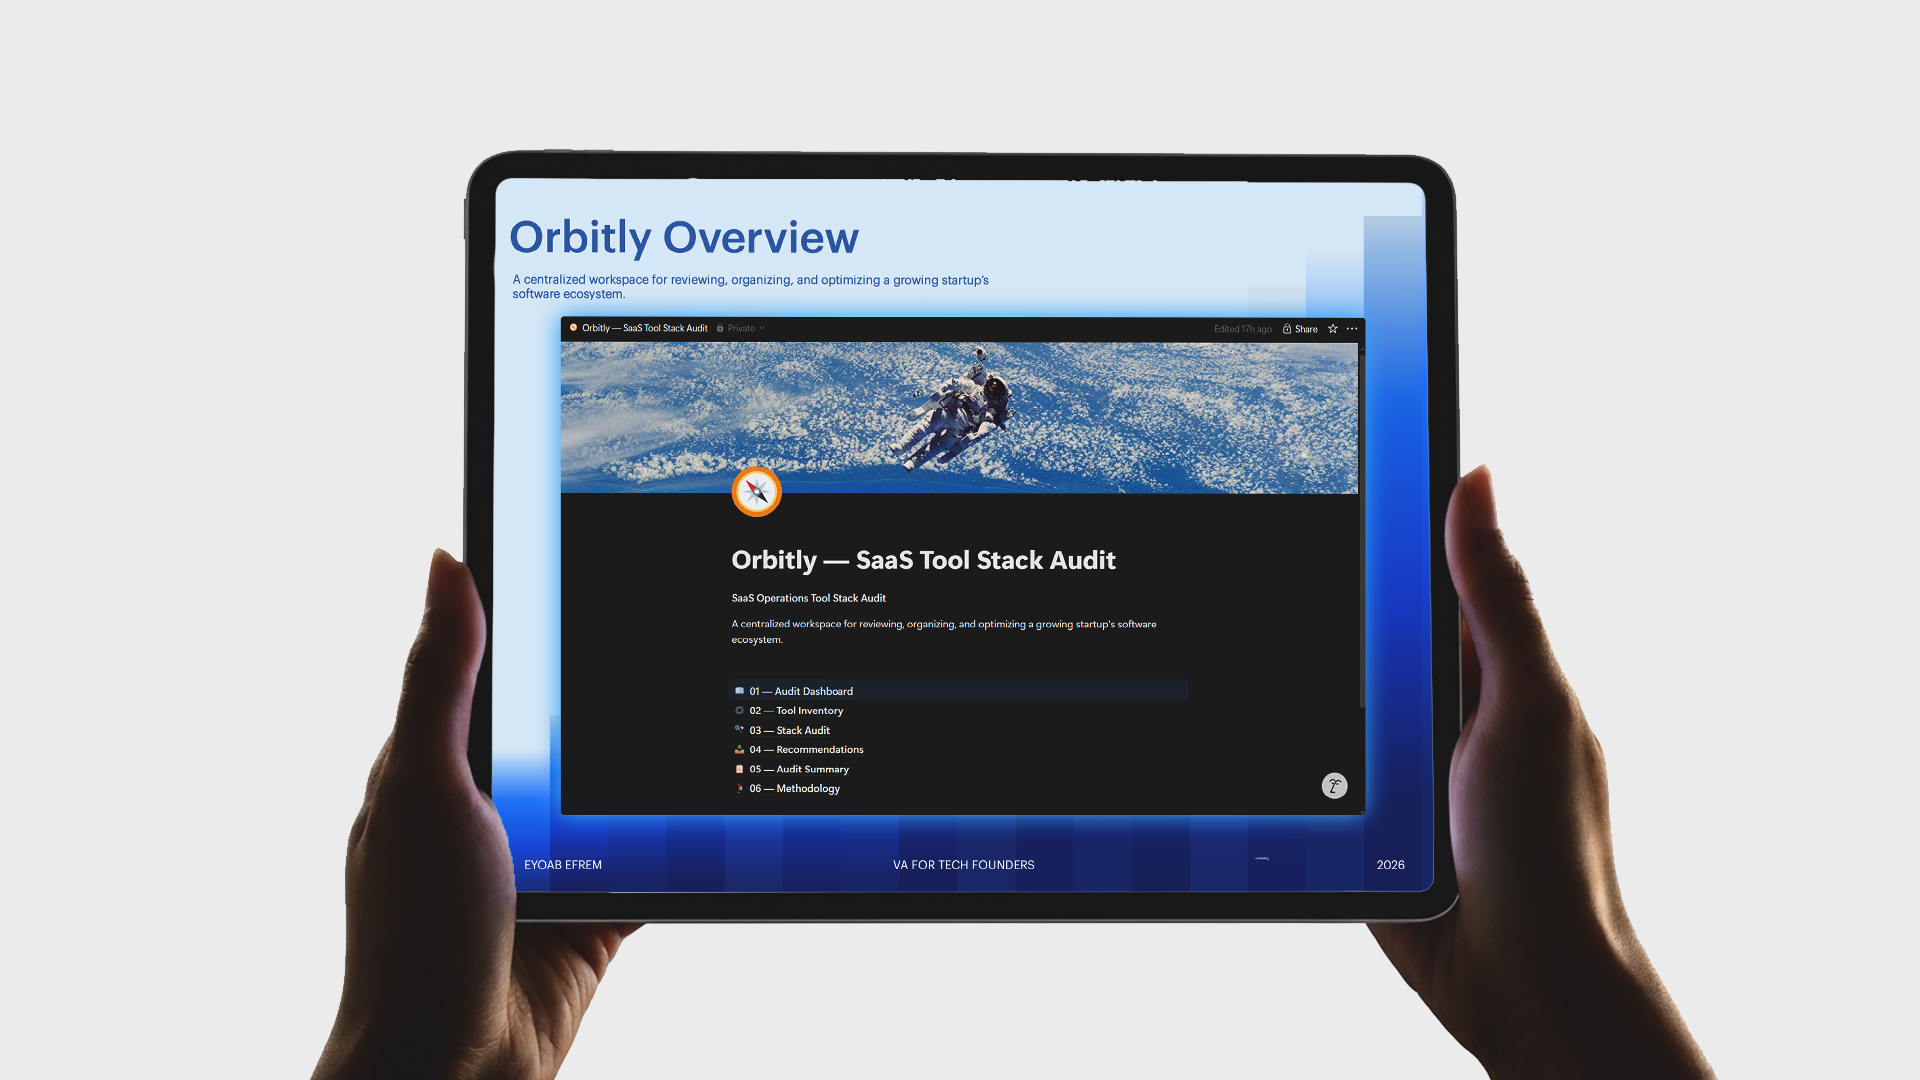 Orbitly Overview
A centralized workspace for reviewing, organizing, and optimizing a growing startup's
software ecosystem.
Orbitly — SaaS Tool Stack Audit Private
Edited 17h ago Share
Orbitly — SaaS Tool Stack Audit
SaaS Operations Tool Stack Audit
A centralized workspace for reviewing, organizing, and optimizing a growing startup's software
ecosystem.
01 — Audit Dashboard
02 — Tool Inventory
03 — Stack Audit
04 — Recommendations
05 — Audit Summary
06 — Methodology
EYOAB EFREM
VA FOR TECH FOUNDERS
2026